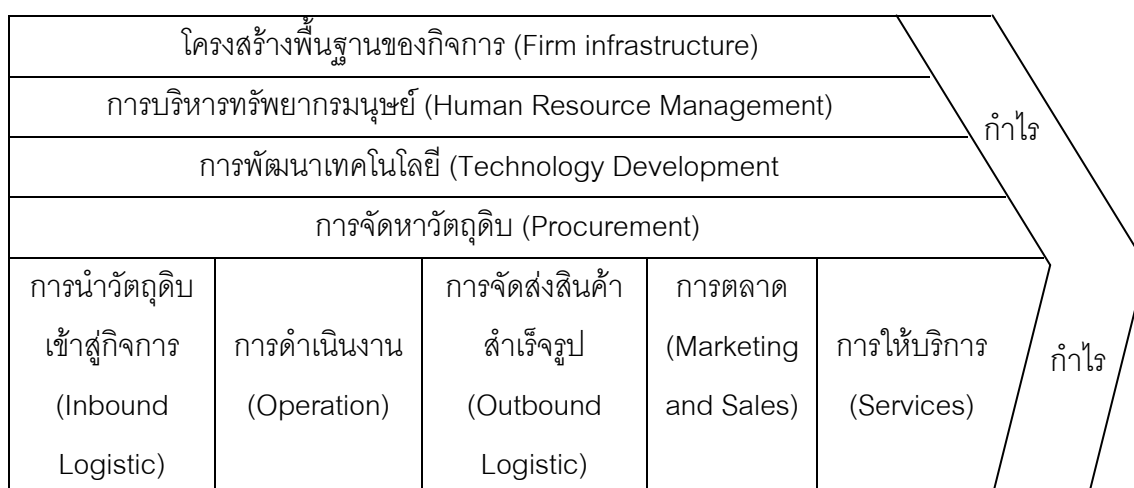 โครงสร้างพื้นฐานของกิจการ (Firm infrastructure)
การบริหารทรัพยากรมนุษย์ (Human Resource Management)
กำไร
การพัฒนาเทคโนโลยี (Technology Development
การจัดหาวัตถุดิบ (Procurement)
การนำวัตถุดิบ
เข้าสู่กิจการ
(Inbound
Logistic)
การดำเนินงาน
(Operation)
การจัดส่งสินค้า
สำเร็จรูป
(Outbound
Logistic)
การตลาด
(Marketing
and Sales)
การให้บริการ
(Services)
กำไร